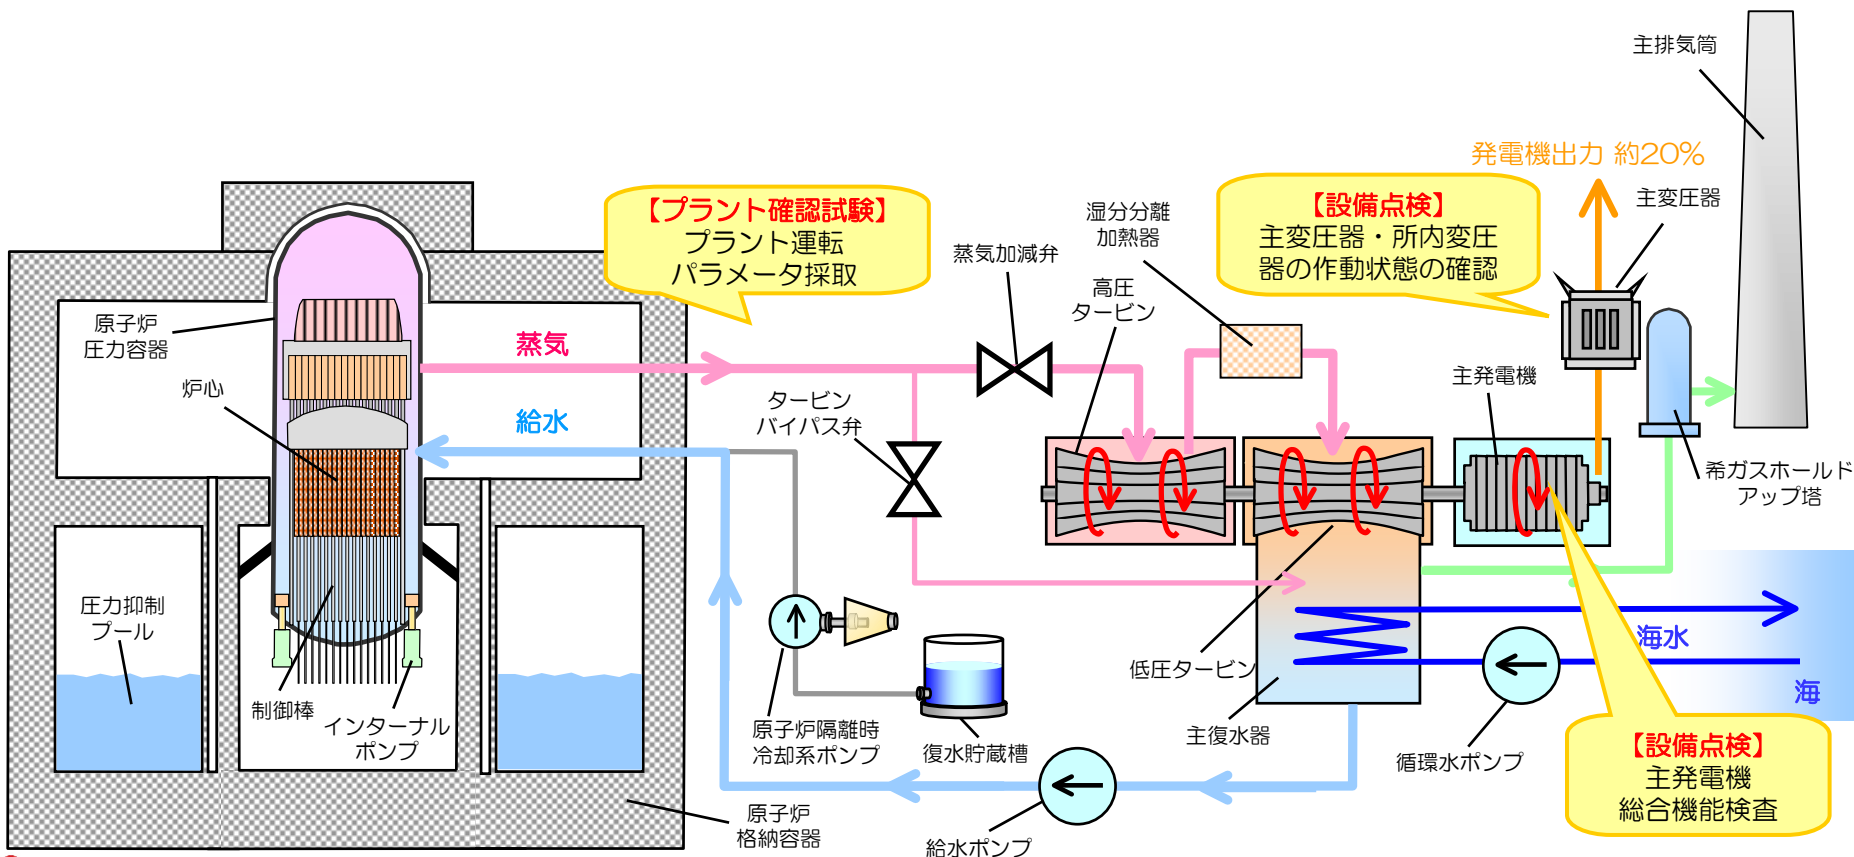 主排気筒
発電機出力 約20%
主変圧器
【プラント確認試験】
プラント運転
パラメータ採取
蒸気加減弁
湿分分離
加熱器
【設備点検】
主変圧器・所内変圧
器の作動状態の確認
高圧
タービン
原子炉
圧力容器
蒸気
炉心
給水
タービン
バイパス弁
主発電機
希ガスホールド
アップ塔
圧力抑制
プール
制御棒
インターナル
ポンプ
原子炉隔離時
冷却系ポンプ
復水貯蔵槽
低圧タービン
主復水器
海水
海
循環水ポンプ
【設備点検】
主発電機
総合機能検査
原子炉
格納容器
給水ポンプ